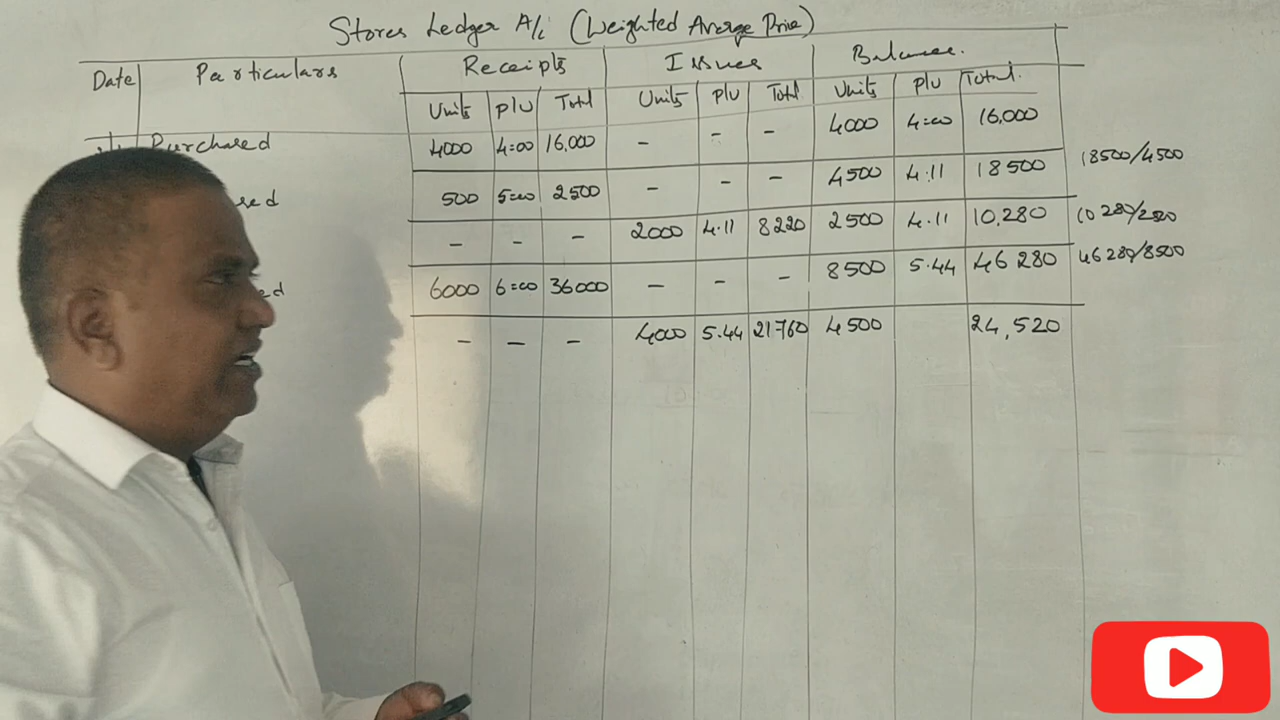 Stores Ledger A/c (Weighted Average Price)
Date Particulars Receipts Issues Balances.
Units P/U Total Units P/U Total Units P/U Total.
Purchased 4000 4=00 16,000 - - - 4000 4=00 16,000
sed 500 5=00 2500 - - - 4500 4.11 18500 18500/4500
- - - 2000 4.11 8220 2500 4.11 10,280 10280/2500
ed 6000 6=00 36000 - - - 8500 5.44 46280 46280/8500
- - - 4000 5.44 21760 4500 24,520